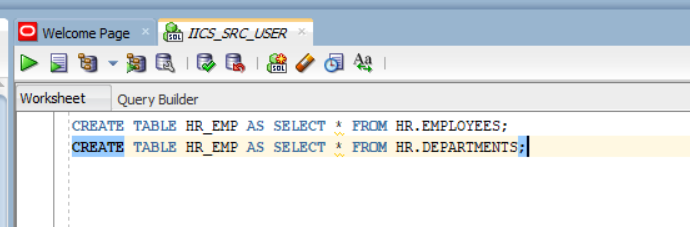 Welcome Page
IICS_SRC_USER
Worksheet
Query Builder
CREATE TABLE HR_EMP AS SELECT * FROM HR.EMPLOYEES;
CREATE TABLE HR_EMP AS SELECT * FROM HR.DEPARTMENTS;